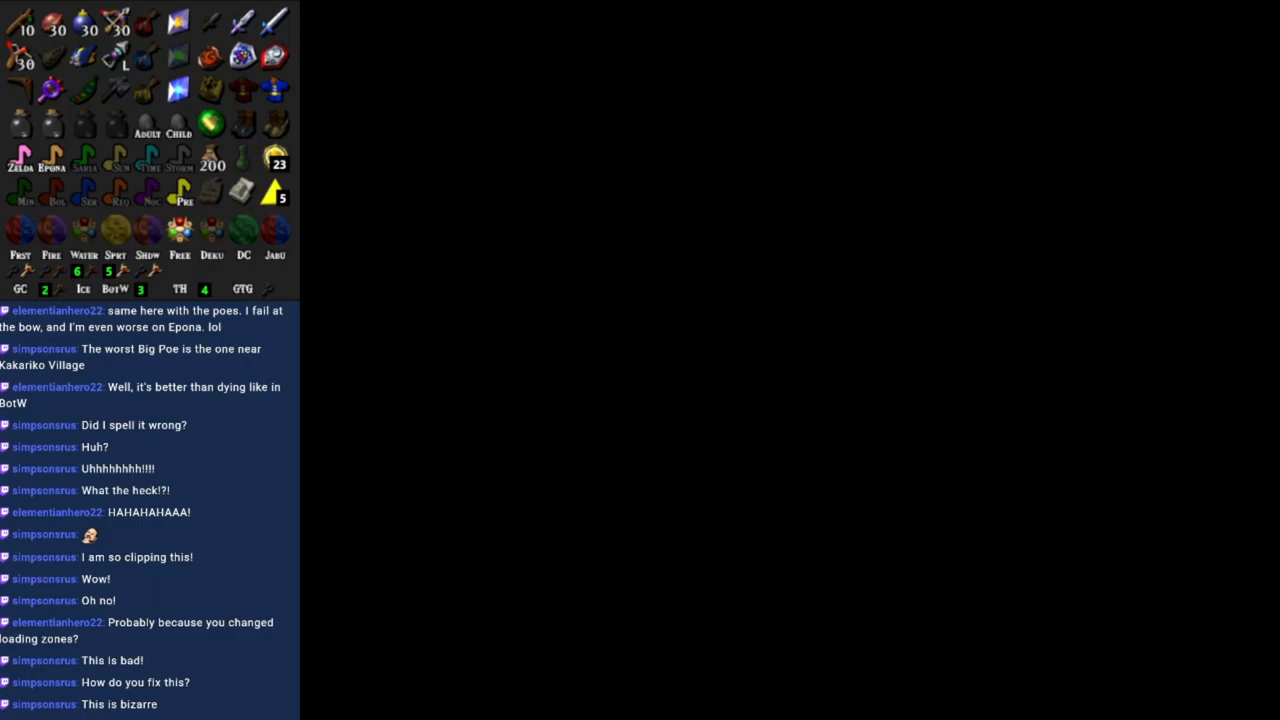 10 30 30 30
30 L
ADULT CHILD
ZELDA EPONA SARIA SUN TIME STORM 200 23
MIN BOL SER REQ NOC PRE 5
FRST FIRE WATER SPRT SHDW FREE DEKU DC JABU
6 5
GC 2 ICE BOTW 3 TH 4 GTG
elementianhero22: same here with the poes. I fail at
the bow, and I'm even worse on Epona. lol
simpsonsrus: The worst Big Poe is the one near
Kakariko Village
elementianhero22: Well, it's better than dying like in
BotW
simpsonsrus: Did I spell it wrong?
simpsonsrus: Huh?
simpsonsrus: Uhhhhhhh!!!!
simpsonsrus: What the heck!?!
elementianhero22: HAHAHAHAAA!
simpsonsrus:
simpsonsrus: I am so clipping this!
simpsonsrus: Wow!
simpsonsrus: Oh no!
elementianhero22: Probably because you changed
loading zones?
simpsonsrus: This is bad!
simpsonsrus: How do you fix this?
simpsonsrus: This is bizarre